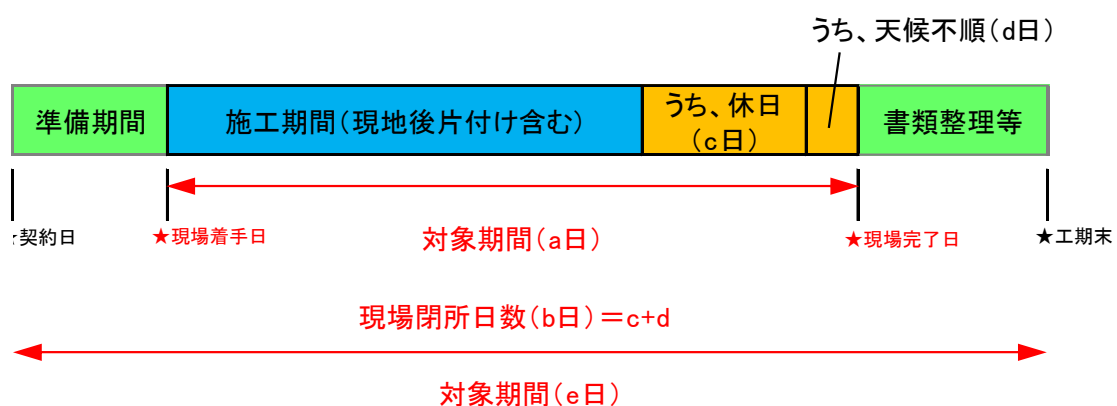 うち、天候不順(d日)
準備期間
施工期間(現地後片付け含む)
うち、休日
(c日)
書類整理等
★契約日
★現場着手日
対象期間(a日)
★現場完了日
★工期末
現場閉所日数(b日)=c+d
対象期間(e日)